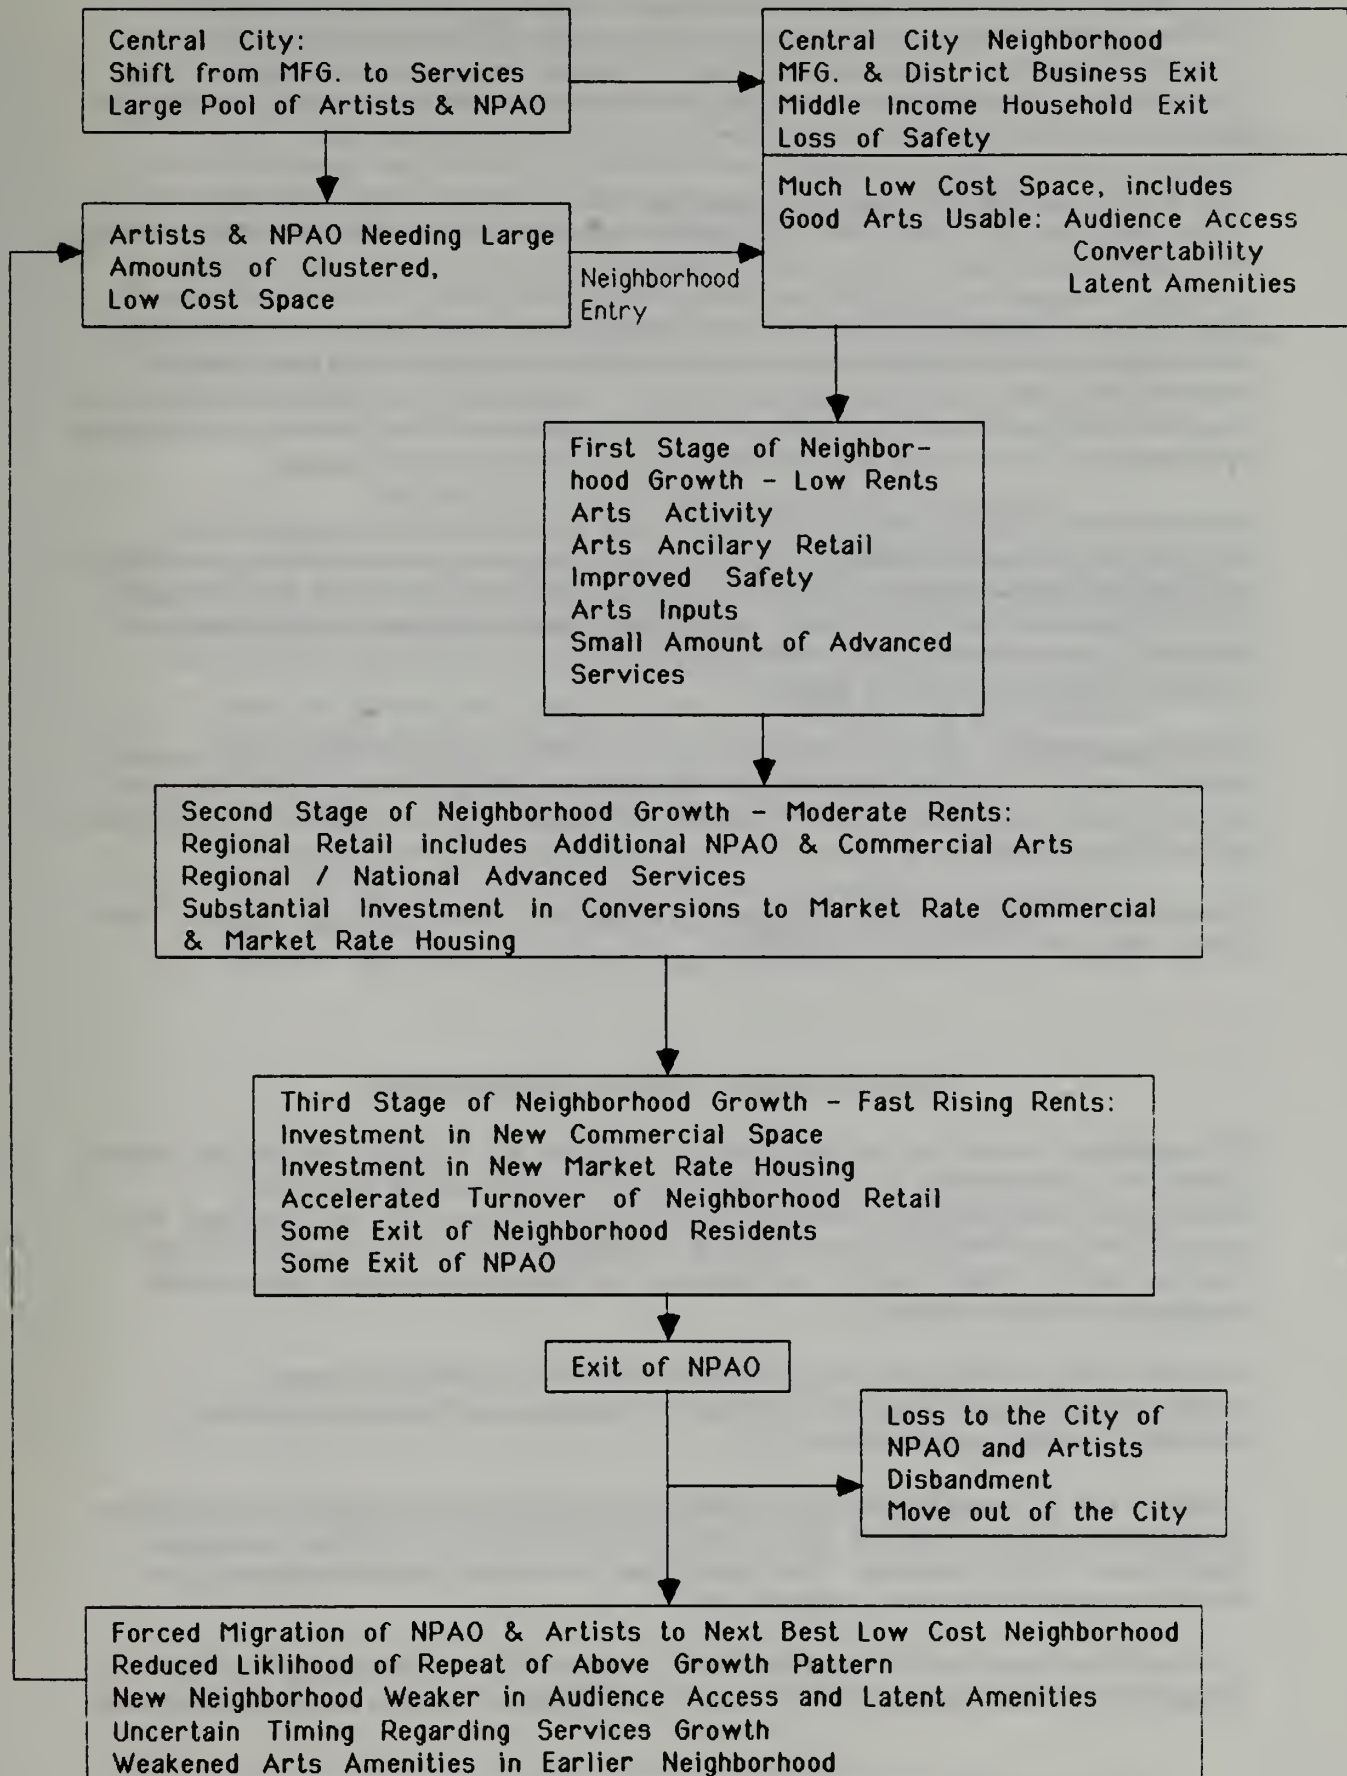 Central City:
Shift from MFG. to Services
Large Pool of Artists & NPAO
Central City Neighborhood
MFG. & District Business Exit
Middle Income Household Exit
Loss of Safety
Much Low Cost Space, includes
Good Arts Usable: Audience Access
Convertability
Latent Amenities
Artists & NPAO Needing Large
Amounts of Clustered,
Low Cost Space
Neighborhood
Entry
First Stage of Neighbor-
hood Growth - Low Rents
Arts Activity
Arts Ancilary Retail
Improved Safety
Arts Inputs
Small Amount of Advanced
Services
Second Stage of Neighborhood Growth - Moderate Rents:
Regional Retail includes Additional NPAO & Commercial Arts
Regional / National Advanced Services
Substantial Investment in Conversions to Market Rate Commercial
& Market Rate Housing
Third Stage of Neighborhood Growth - Fast Rising Rents:
Investment in New Commercial Space
Investment in New Market Rate Housing
Accelerated Turnover of Neighborhood Retail
Some Exit of Neighborhood Residents
Some Exit of NPAO
Exit of NPAO
Loss to the City of
NPAO and Artists
Disbandment
Move out of the City
Forced Migration of NPAO & Artists to Next Best Low Cost Neighborhood
Reduced Liklihood of Repeat of Above Growth Pattern
New Neighborhood Weaker in Audience Access and Latent Amenities
Uncertain Timing Regarding Services Growth
Weakened Arts Amenities in Earlier Neighborhood